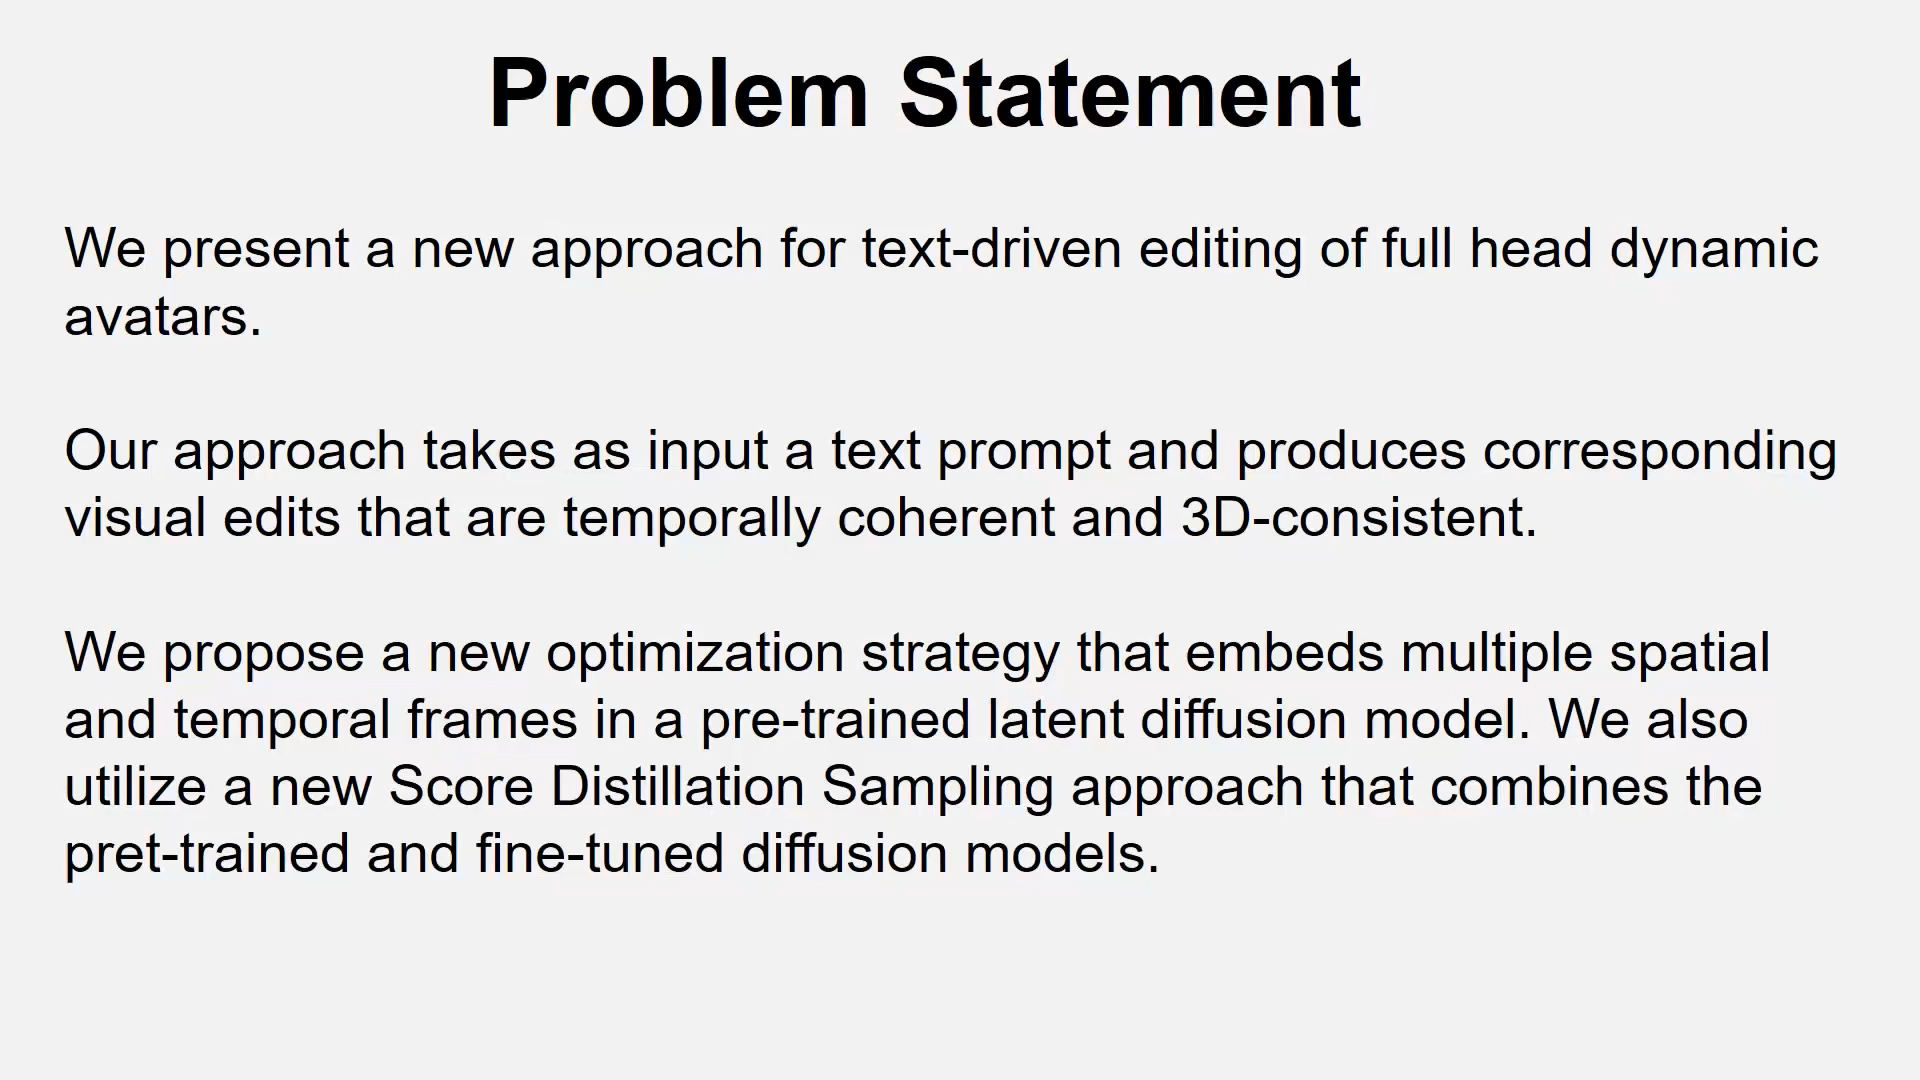 Problem Statement
We present a new approach for text-driven editing of full head dynamic
avatars.
Our approach takes as input a text prompt and produces corresponding
visual edits that are temporally coherent and 3D-consistent.
We propose a new optimization strategy that embeds multiple spatial
and temporal frames in a pre-trained latent diffusion model. We also
utilize a new Score Distillation Sampling approach that combines the
pret-trained and fine-tuned diffusion models.